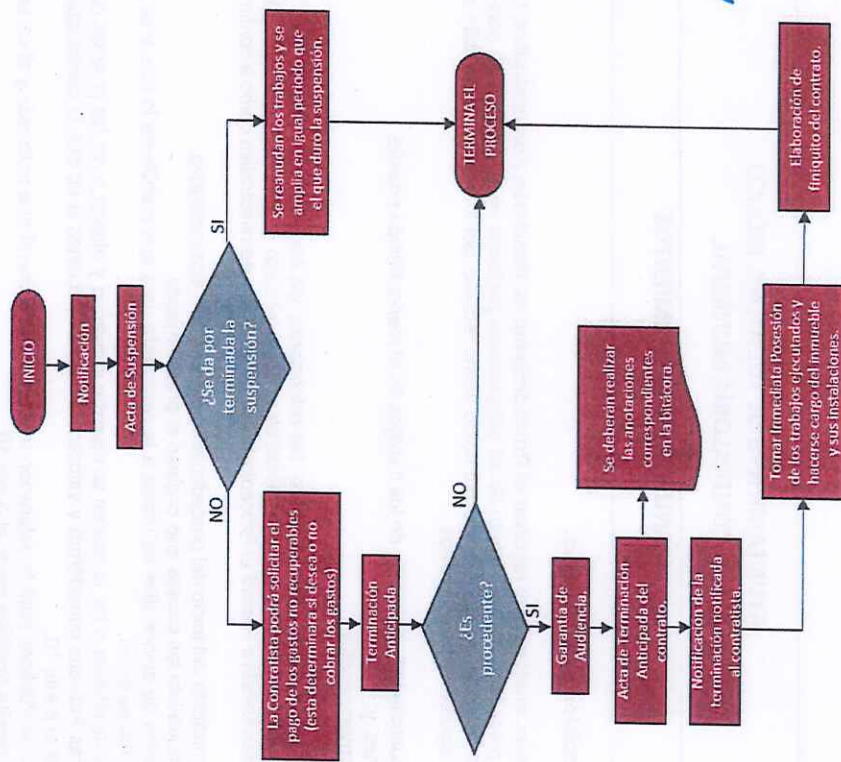 INICIO
Notificación
Acta de Suspensión
¿Se da por
terminada la
suspensión?
SI
Se reanudan los trabajos y se
amplia en Igual periodo que
el que duro la suspensión.
NO
La Contratista podrá solicitar el
pago de los gastos no recuperables
(esta determinara si desea o no
cobrar los gastos)
Terminación
Anticipada
¿Es
procedente?
NO
TERMINA EL
PROCESO
SI
Garantía de
Audiencia.
Acta de Terminación
Anticipada del
contrato.
Se deberán realizar
las anotaciones
correspondientes
en la bitácora.
Notificacion de la
terminación notificada
al contratista.
Tomar Inmediata Posesión
de los trabajos ejecutados y
hacerse cargo del inmueble
y sus instalaciones.
Elaboración de
finiquito del contrato.